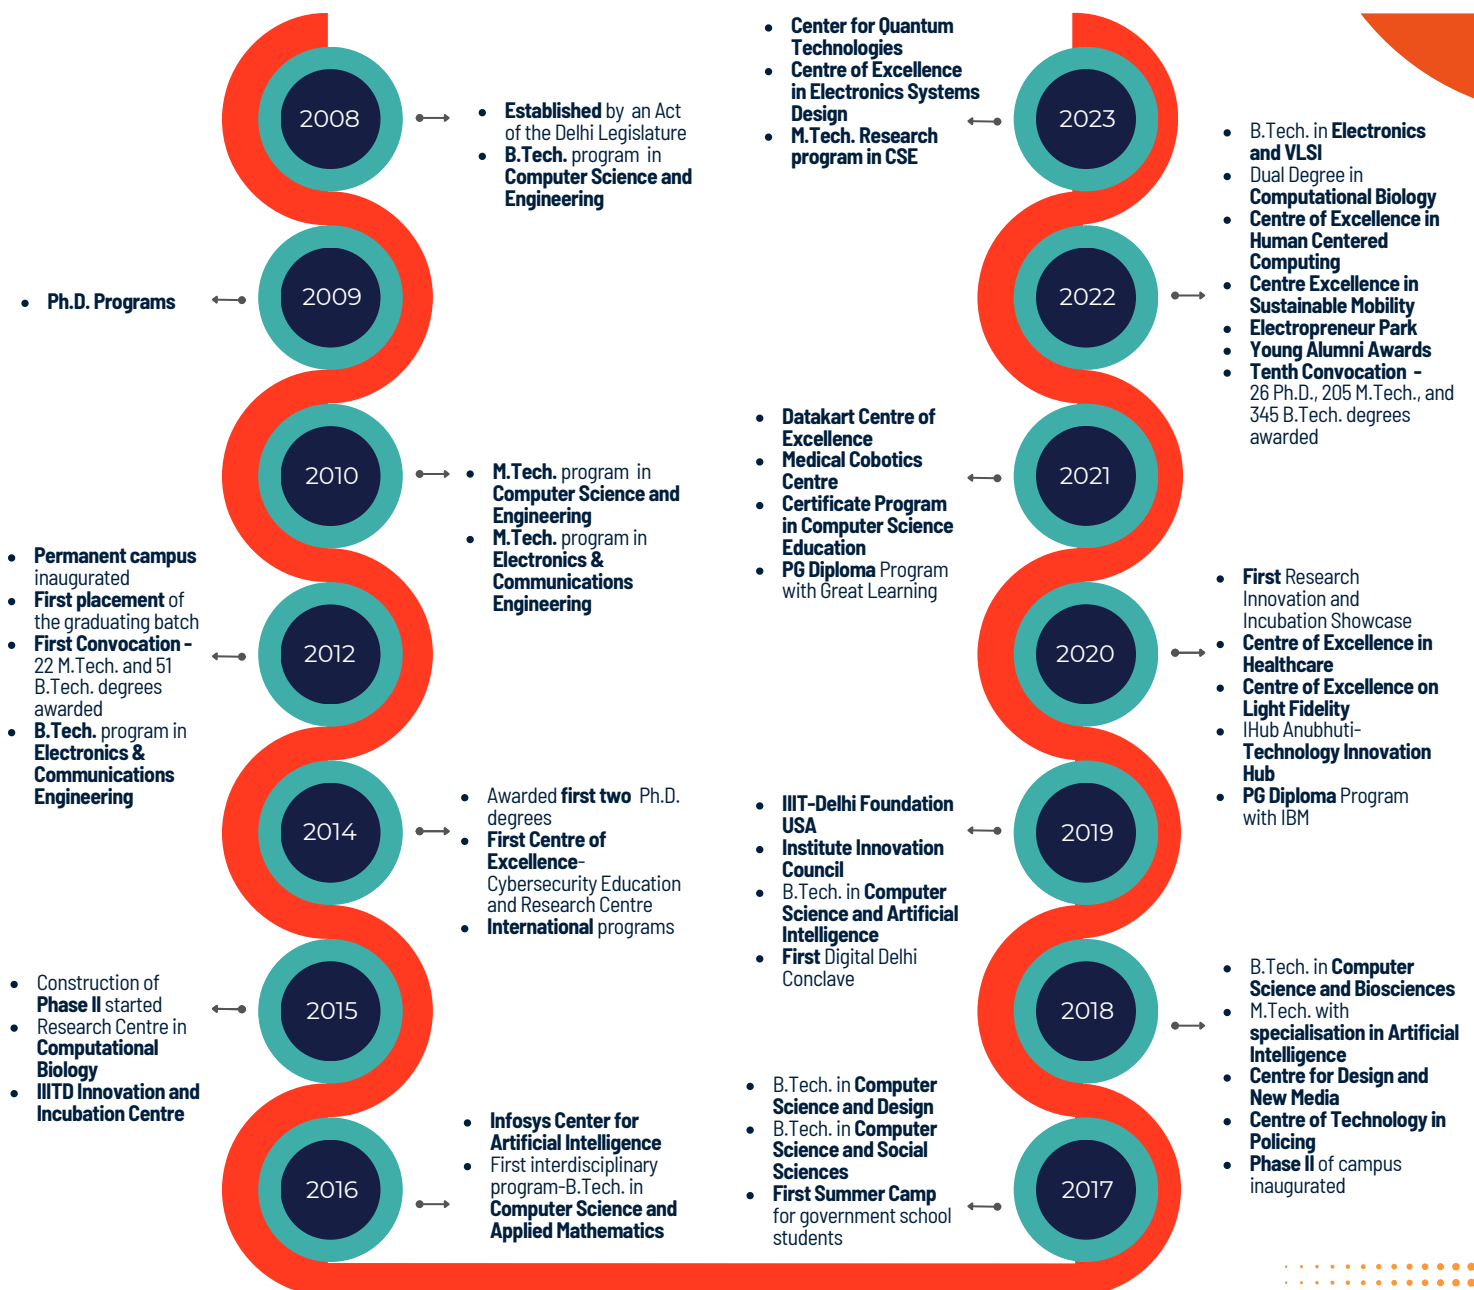 2008
• Established by an Act
of the Delhi Legislature
• B.Tech. program in
Computer Science and
Engineering
2009
• Ph.D. Programs
2010
• M.Tech. program in
Computer Science and
Engineering
• M.Tech. program in
Electronics &
Communications
Engineering
2012
• Permanent campus
inaugurated
• First placement of
the graduating batch
• First Convocation -
22 M.Tech. and 51
B.Tech. degrees
awarded
• B.Tech. program in
Electronics &
Communications
Engineering
2014
• Awarded first two Ph.D.
degrees
• First Centre of
Excellence-
Cybersecurity Education
and Research Centre
• International programs
2015
• Construction of
Phase II started
• Research Centre in
Computational
Biology
• IIITD Innovation and
Incubation Centre
2016
• Infosys Center for
Artificial Intelligence
• First interdisciplinary
program-B.Tech. in
Computer Science and
Applied Mathematics
2017
• B.Tech. in Computer
Science and Design
• B.Tech. in Computer
Science and Social
Sciences
• First Summer Camp
for government school
students
2018
• B.Tech. in Computer
Science and Biosciences
• M.Tech. with
specialisation in Artificial
Intelligence
• Centre for Design and
New Media
• Centre of Technology in
Policing
• Phase II of campus
inaugurated
2019
• IIIT-Delhi Foundation
USA
• Institute Innovation
Council
• B.Tech. in Computer
Science and Artificial
Intelligence
• First Digital Delhi
Conclave
2020
• First Research
Innovation and
Incubation Showcase
• Centre of Excellence in
Healthcare
• Centre of Excellence on
Light Fidelity
• IHub Anubhuti-
Technology Innovation
Hub
• PG Diploma Program
with IBM
2021
• Datakart Centre of
Excellence
• Medical Cobotics
Centre
• Certificate Program
in Computer Science
Education
• PG Diploma Program
with Great Learning
2022
• B.Tech. in Electronics
and VLSI
• Dual Degree in
Computational Biology
• Centre of Excellence in
Human Centered
Computing
• Centre Excellence in
Sustainable Mobility
• Electropreneur Park
• Young Alumni Awards
• Tenth Convocation -
26 Ph.D., 205 M.Tech., and
345 B.Tech. degrees
awarded
2023
• Center for Quantum
Technologies
• Centre of Excellence
in Electronics Systems
Design
• M.Tech. Research
program in CSE